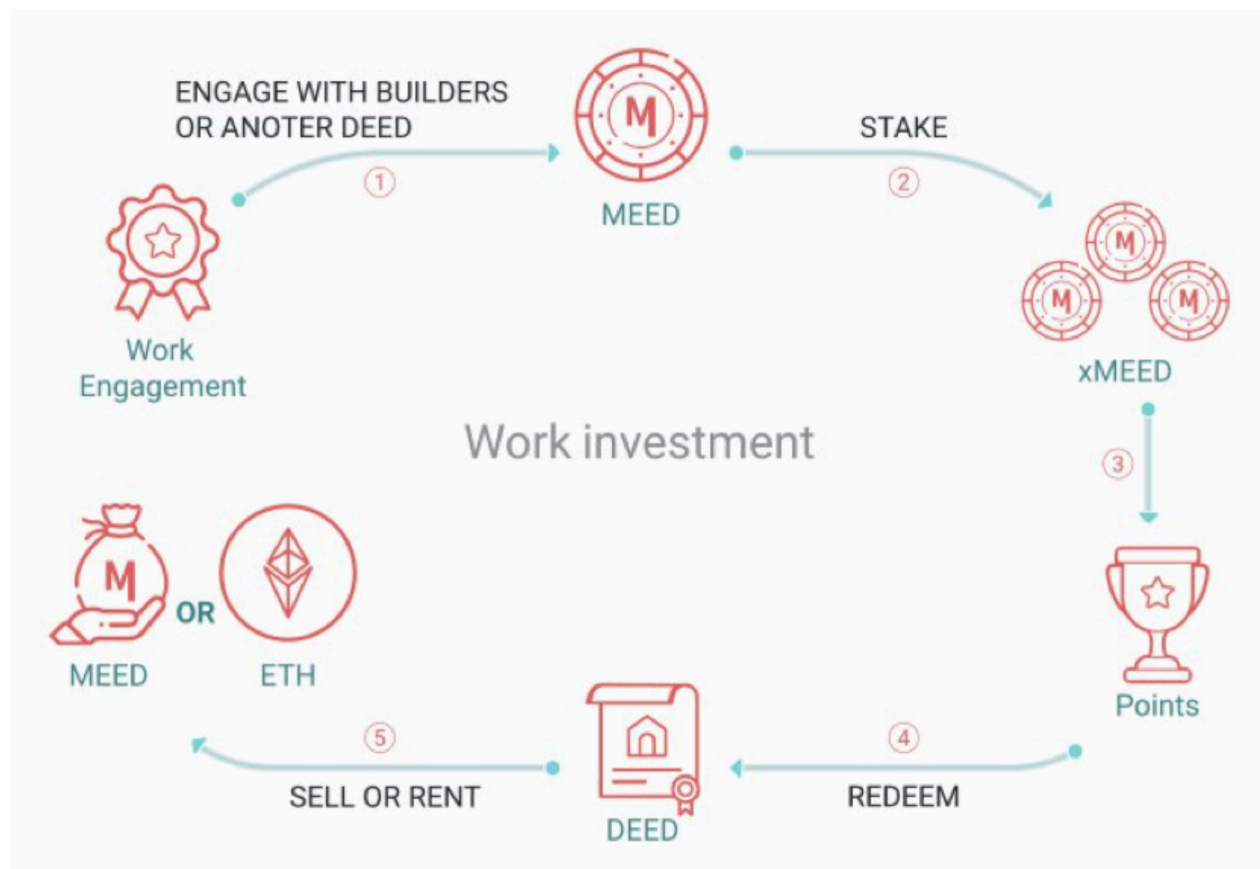 ENGAGE WITH BUILDERS
OR ANOTER DEED
①
M
MEED
STAKE
②
Work
Engagement
M
M
M
xMEED
③
Work investment
M
OR
MEED
ETH
Points
⑤
SELL OR RENT
DEED
④
REDEEM